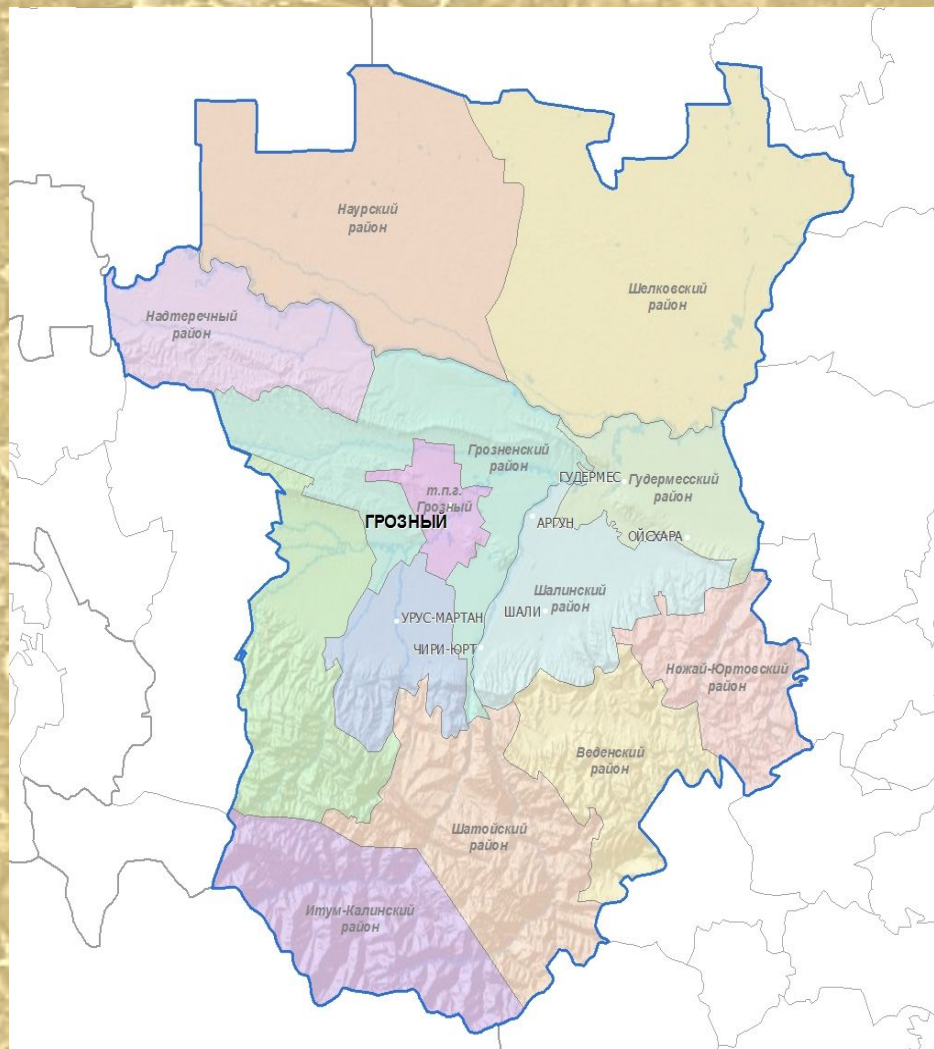 Наурский
район
Шелковский
район
Надтеречный
район
Грозненский
район
ГУДЕРМЕС
Гудермесский
район
т.п.г.
Грозный
ГРОЗНЫЙ
АРГУН
ОЙСХАРА
Шалинский
район
ШАЛИ
УРУС-МАРТАН
ЧИРИ-ЮРТ
Ножай-Юртовский
район
Веденский
район
Шатойский
район
Итум-Калинский
район